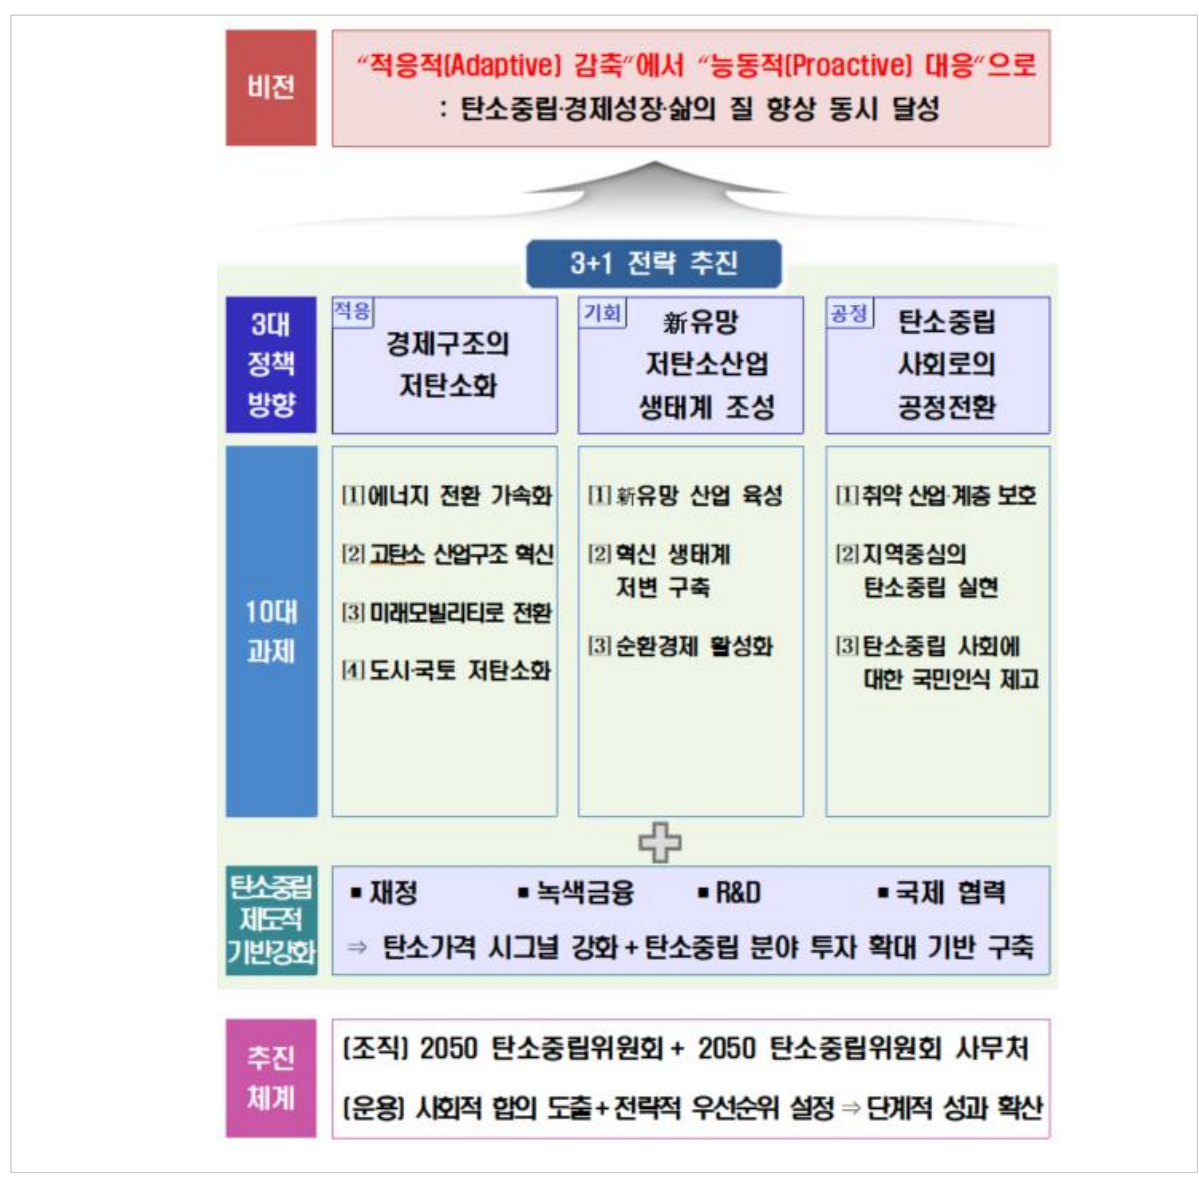 비전
“적응적(Adaptive) 감축”에서 “능동적(Proactive) 대응”으로
: 탄소중립·경제성장·삶의 질 향상 동시 달성
3+1 전략 추진
3대
정책
방향
적응
경제구조의
저탄소화
기회
新유망
저탄소산업
생태계 조성
공정
탄소중립
사회로의
공정전환
10대
과제
[1] 에너지 전환 가속화
[2] 고탄소 산업구조 혁신
[3] 미래모빌리티로 전환
[4] 도시·국토 저탄소화
[1] 新유망 산업 육성
[2] 혁신 생태계
저변 구축
[3] 순환경제 활성화
[1] 취약 산업·계층 보호
[2] 지역중심의
탄소중립 실현
[3] 탄소중립 사회에
대한 국민인식 제고
탄소중립
제도적
기반강화
▪ 재정 ▪ 녹색금융 ▪ R&D ▪ 국제 협력
⇒ 탄소가격 시그널 강화 + 탄소중립 분야 투자 확대 기반 구축
추진
체계
(조직) 2050 탄소중립위원회 + 2050 탄소중립위원회 사무처
(운용) 사회적 합의 도출 + 전략적 우선순위 설정 ⇒ 단계적 성과 확산